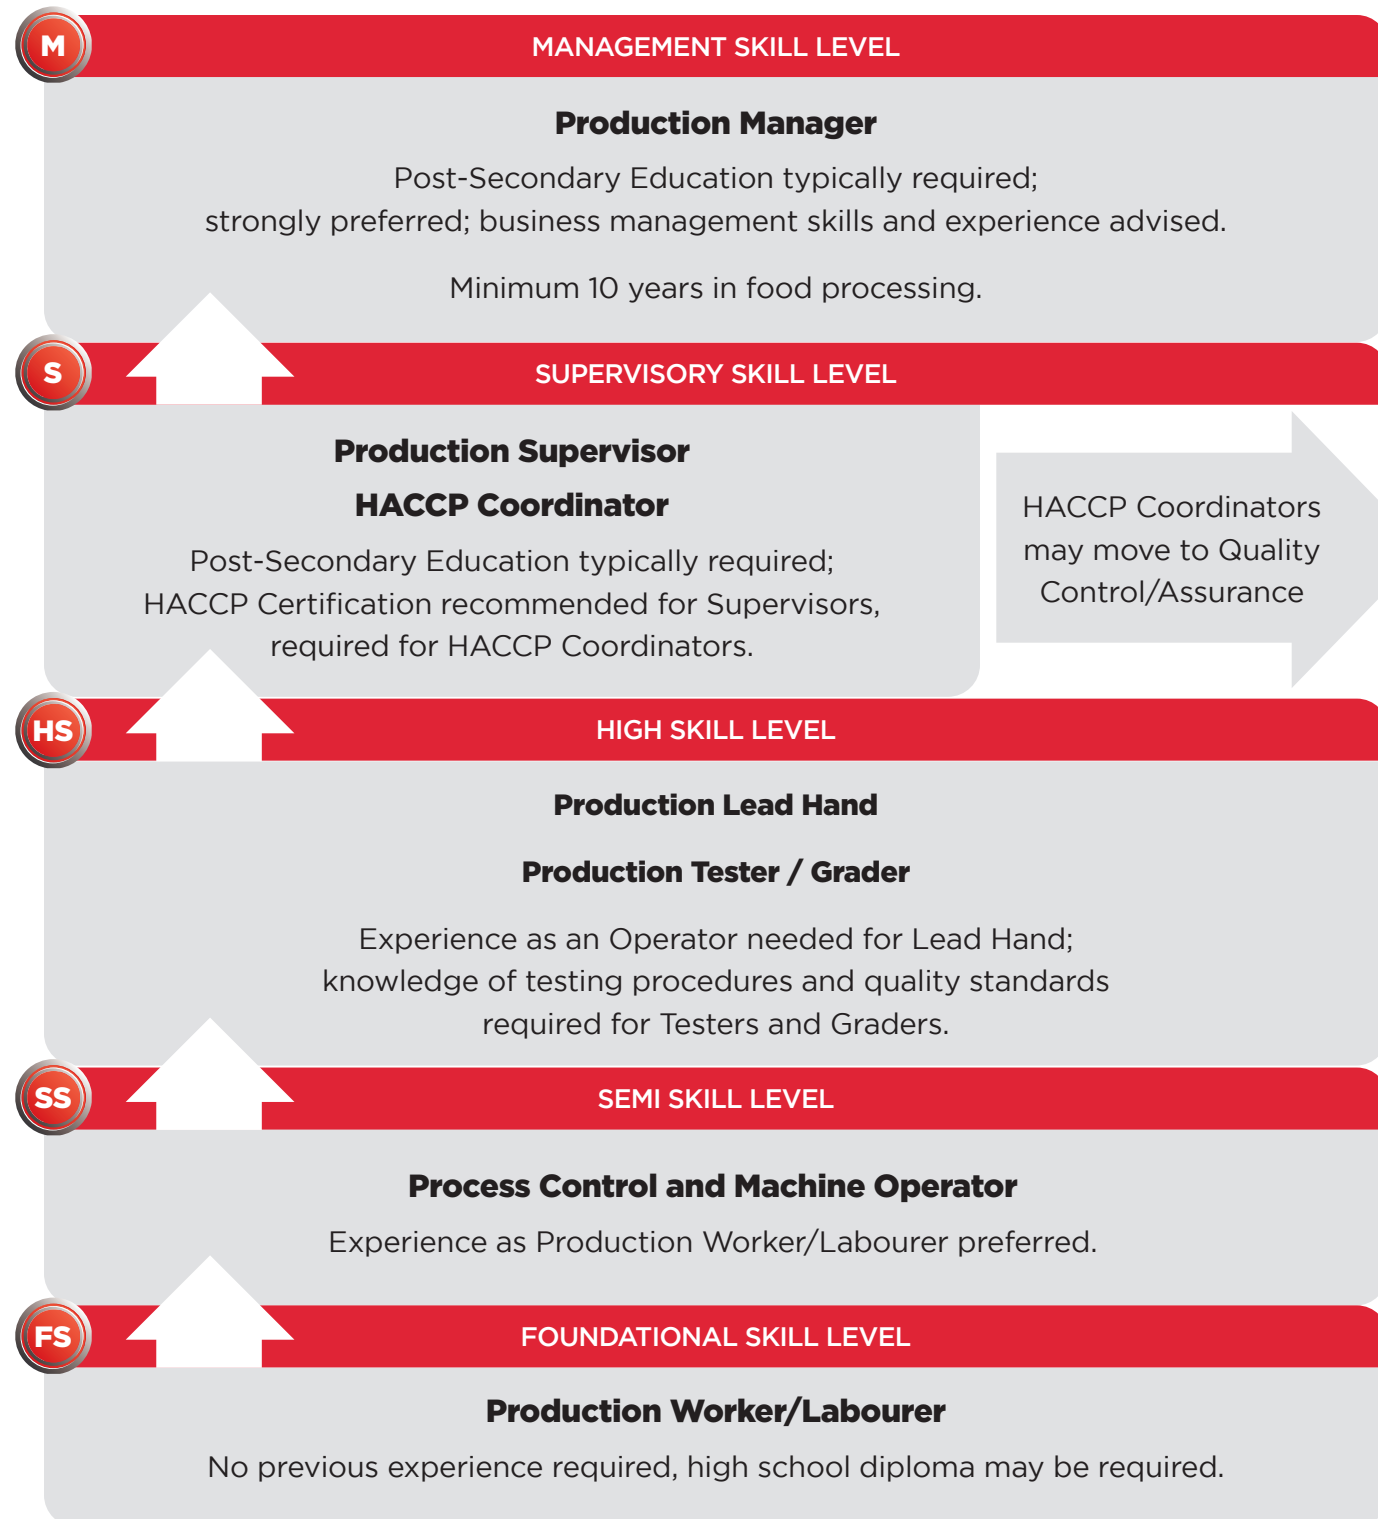 M
MANAGEMENT SKILL LEVEL
Production Manager
Post-Secondary Education typically required;
strongly preferred; business management skills and experience advised.
Minimum 10 years in food processing.
S
SUPERVISORY SKILL LEVEL
Production Supervisor
HACCP Coordinator
Post-Secondary Education typically required;
HACCP Certification recommended for Supervisors,
required for HACCP Coordinators.
HACCP Coordinators
may move to Quality
Control/Assurance
HS
HIGH SKILL LEVEL
Production Lead Hand
Production Tester / Grader
Experience as an Operator needed for Lead Hand;
knowledge of testing procedures and quality standards
required for Testers and Graders.
SS
SEMI SKILL LEVEL
Process Control and Machine Operator
Experience as Production Worker/Labourer preferred.
FS
FOUNDATIONAL SKILL LEVEL
Production Worker/Labourer
No previous experience required, high school diploma may be required.